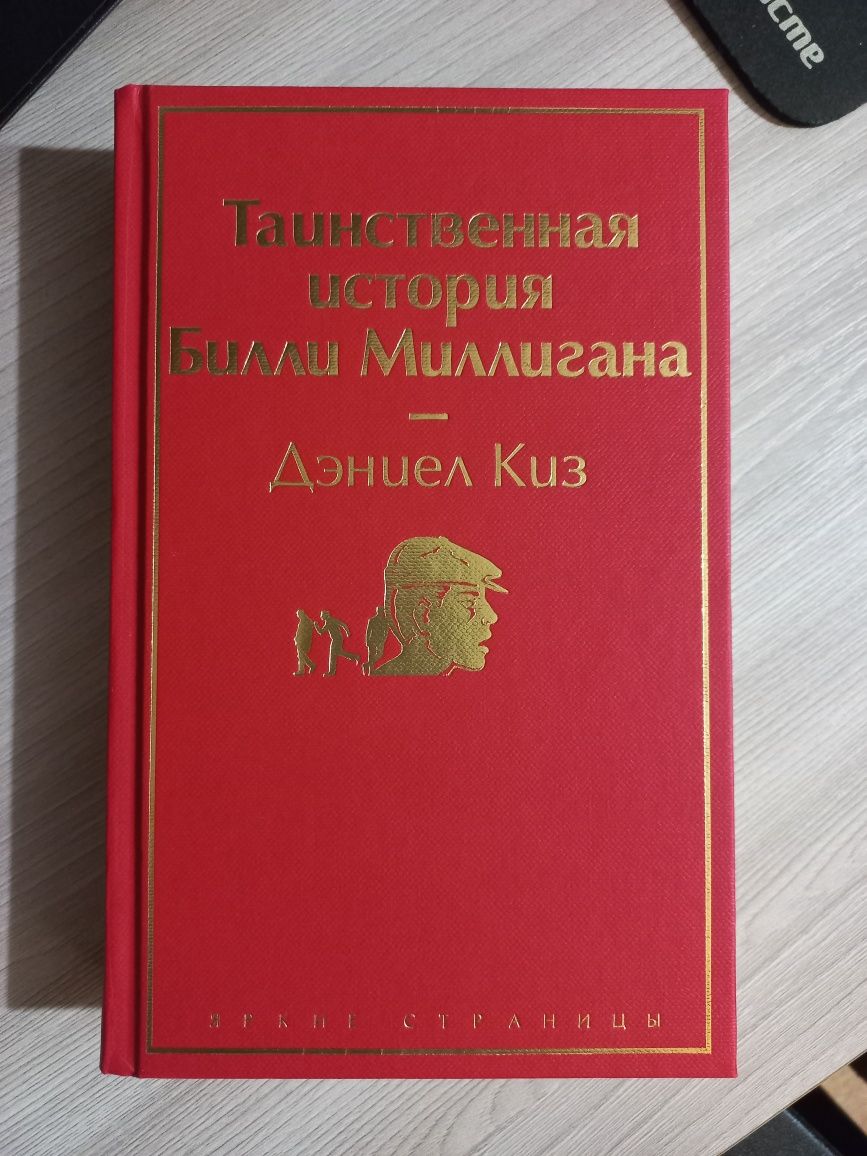 Таинственная
история
Билли Миллигана
—
Дэниел Киз
ЯРКИЕ СТРАНИЦЫ